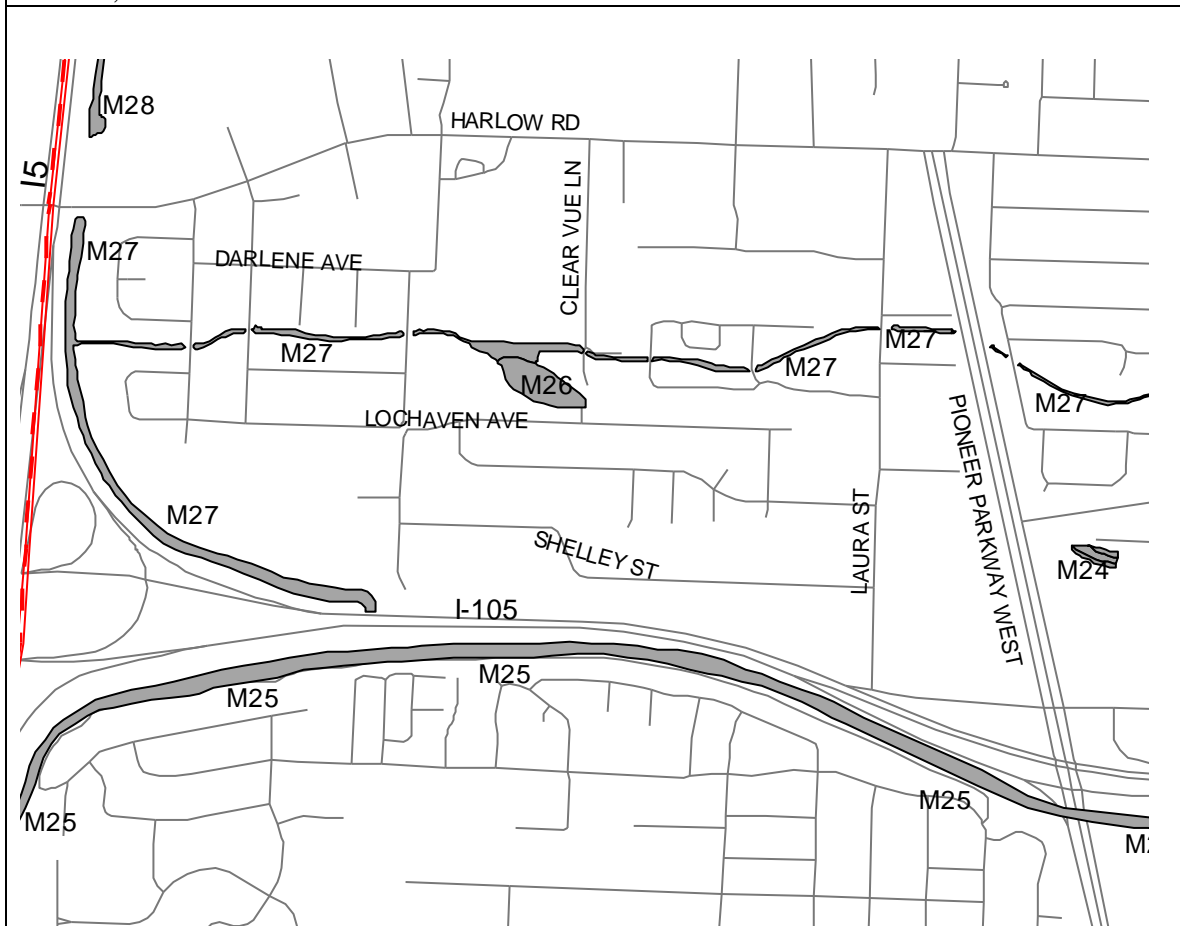 M28
HARLOW RD
I5
CLEAR VUE LN
M27
DARLENE AVE
M27
M27
M27
M26
M27
LOCHAVEN AVE
PIONEER PARKWAY WEST
M27
SHELLEY ST
LAURA ST
M24
I-105
M25
M25
M25
M25